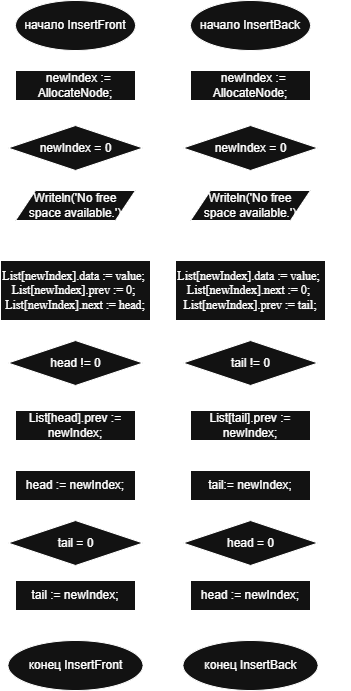 начало InsertFront
newIndex :=
AllocateNode;
newIndex = 0
Writeln('No free
space available.')
List[newIndex].data := value;
List[newIndex].prev := 0;
List[newIndex].next := head;
head != 0
List[head].prev :=
newIndex;
head := newIndex;
tail = 0
tail := newIndex;
конец InsertFront
начало InsertBack
newIndex :=
AllocateNode;
newIndex = 0
Writeln('No free
space available.')
List[newIndex].data := value;
List[newIndex].next := 0;
List[newIndex].prev := tail;
tail != 0
List[tail].prev :=
newIndex;
tail:= newIndex;
head = 0
head := newIndex;
конец InsertBack